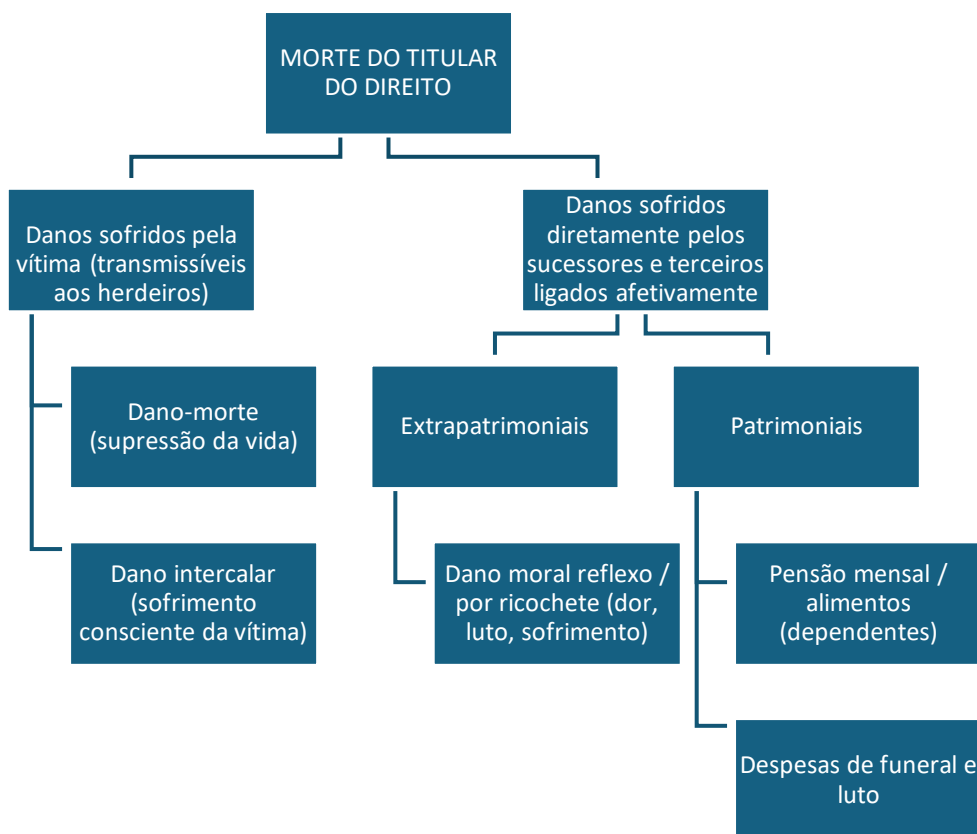 MORTE DO TITULAR
DO DIREITO
Danos sofridos pela
vítima (transmissíveis
aos herdeiros)
Dano-morte
(supressão da vida)
Dano intercalar
(sofrimento
consciente da vítima)
Danos sofridos
diretamente pelos
sucessores e terceiros
ligados afetivamente
Extrapatrimoniais
Dano moral reflexo /
por ricochete (dor,
luto, sofrimento)
Patrimoniais
Pensão mensal /
alimentos
(dependentes)
Despesas de funeral e
luto